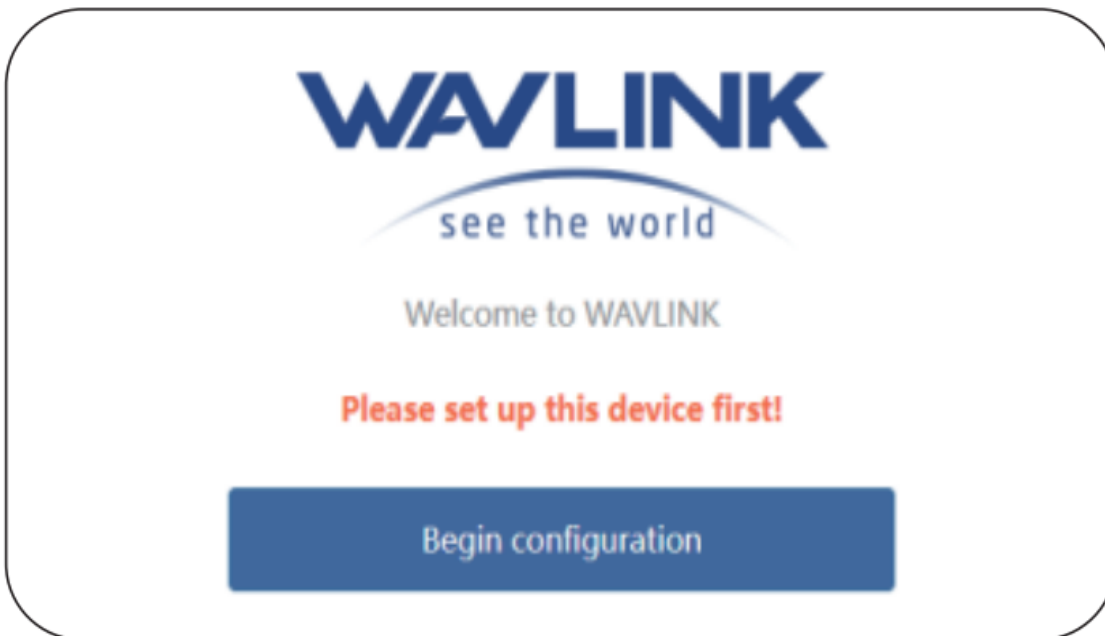 WAVLINK
see the world
Welcome to WAVLINK
Please set up this device first!
Begin configuration